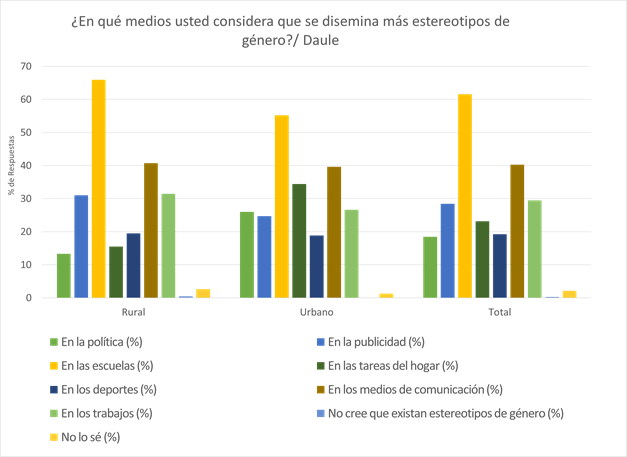 ¿En qué medios usted considera que se disemina más estereotipos de
género?/ Daule
% de Respuestas
70
60
50
40
30
20
10
0
Rural
Urbano
Total
En la política (%)
En la publicidad (%)
En las escuelas (%)
En las tareas del hogar (%)
En los deportes (%)
En los medios de comunicación (%)
En los trabajos (%)
No cree que existan estereotipos de género (%)
No lo sé (%)